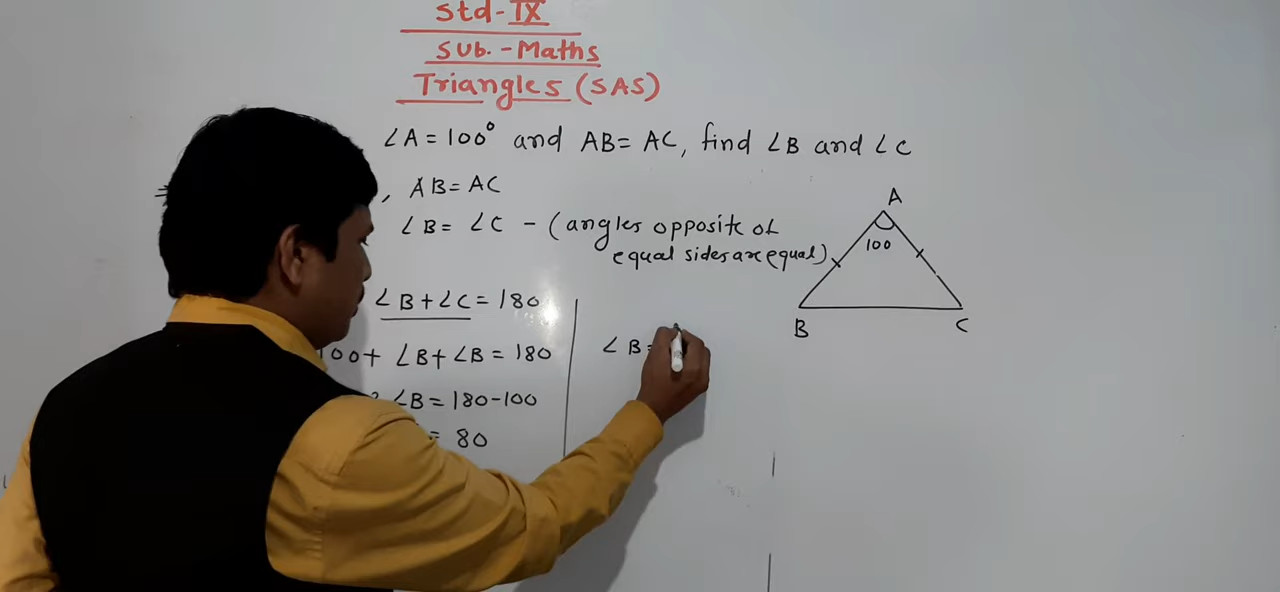 Std-IX
Sub.-Maths
Triangles (SAS)
∠A = 100° and AB = AC, find ∠B and ∠C
, AB = AC
∠B = ∠C - (angles opposite of
equal sides are equal)
A
100
B
C
∠B + ∠C = 180
100 + ∠B + ∠B = 180
∠B = 180 - 100
= 80
∠B =